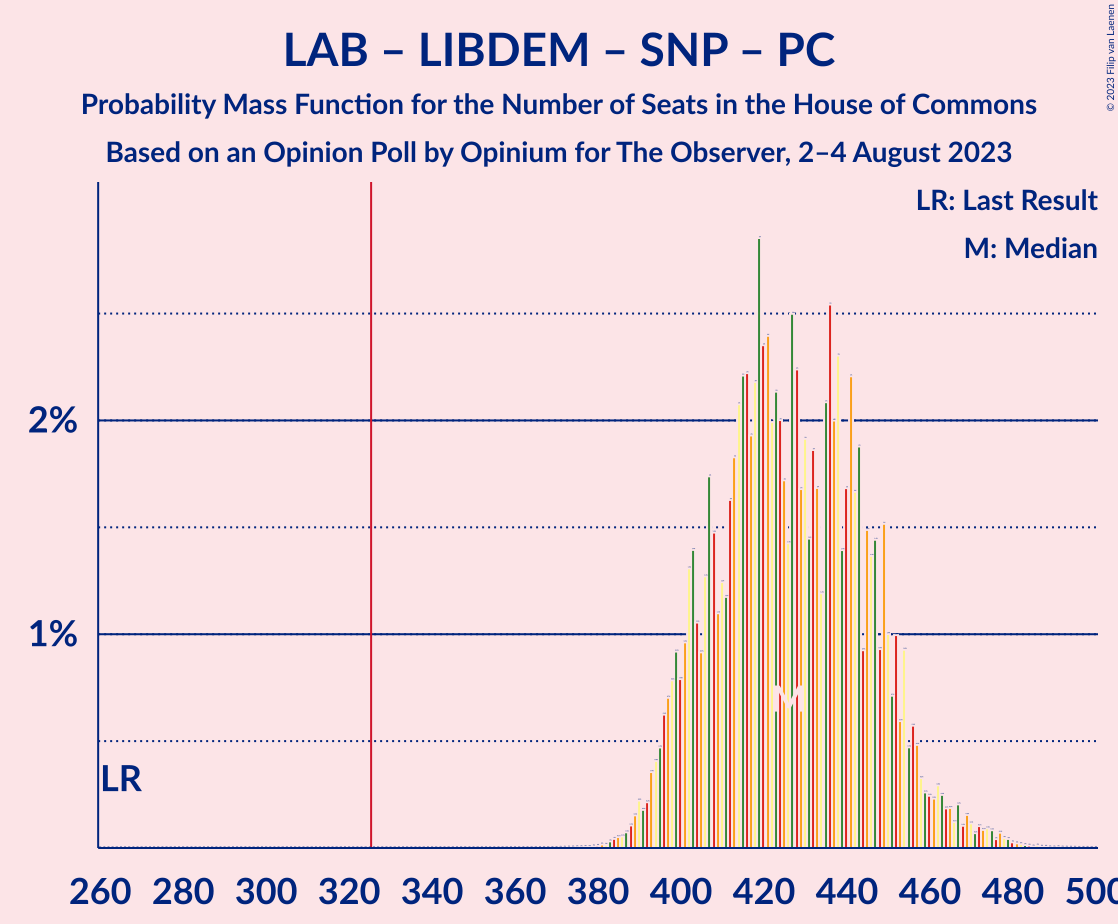 LAB – LIBDEM – SNP – PC
Probability Mass Function for the Number of Seats in the House of Commons
Based on an Opinion Poll by Opinium for The Observer, 2–4 August 2023
© 2023 Filip van Laenen
LR: Last Result
M: Median
2%
1%
M
LR
260 280 300 320 340 360 380 400 420 440 460 480 500